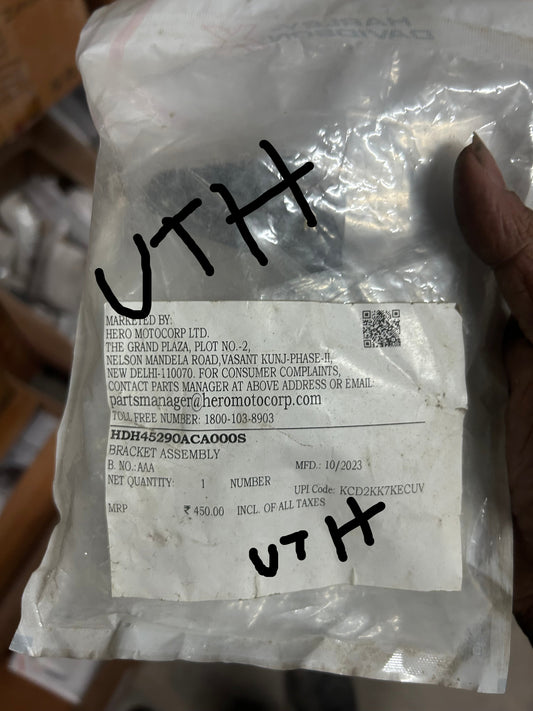 HARLEY
DAVIDSON
UTH
MARKETED BY:
HERO MOTOCORP LTD.
THE GRAND PLAZA, PLOT NO.-2,
NELSON MANDELA ROAD,VASANT KUNJ-PHASE-II,
NEW DELHI-110070. FOR CONSUMER COMPLAINTS,
CONTACT PARTS MANAGER AT ABOVE ADDRESS OR EMAIL:
partsmanager@heromotocorp.com
TOLL FREE NUMBER: 1800-103-8903
HDH45290ACA000S
BRACKET ASSEMBLY
B. NO.: AAA MFD.: 10/2023
NET QUANTITY: 1 NUMBER
UPI Code: KCD2KK7KECUV
MRP ₹ 450.00 INCL. OF ALL TAXES
UTH